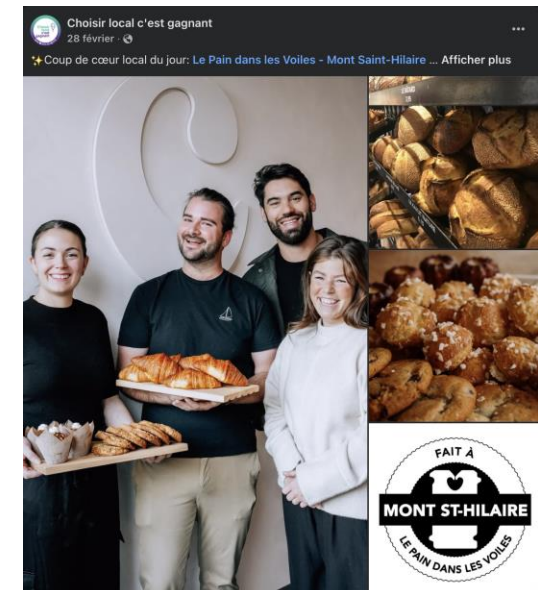 Choisir local c'est gagnant
28 février ·
✨Coup de cœur local du jour: Le Pain dans les Voiles - Mont Saint-Hilaire ... Afficher plus
FAIT À
MONT ST-HILAIRE
LE PAIN DANS LES VOILES